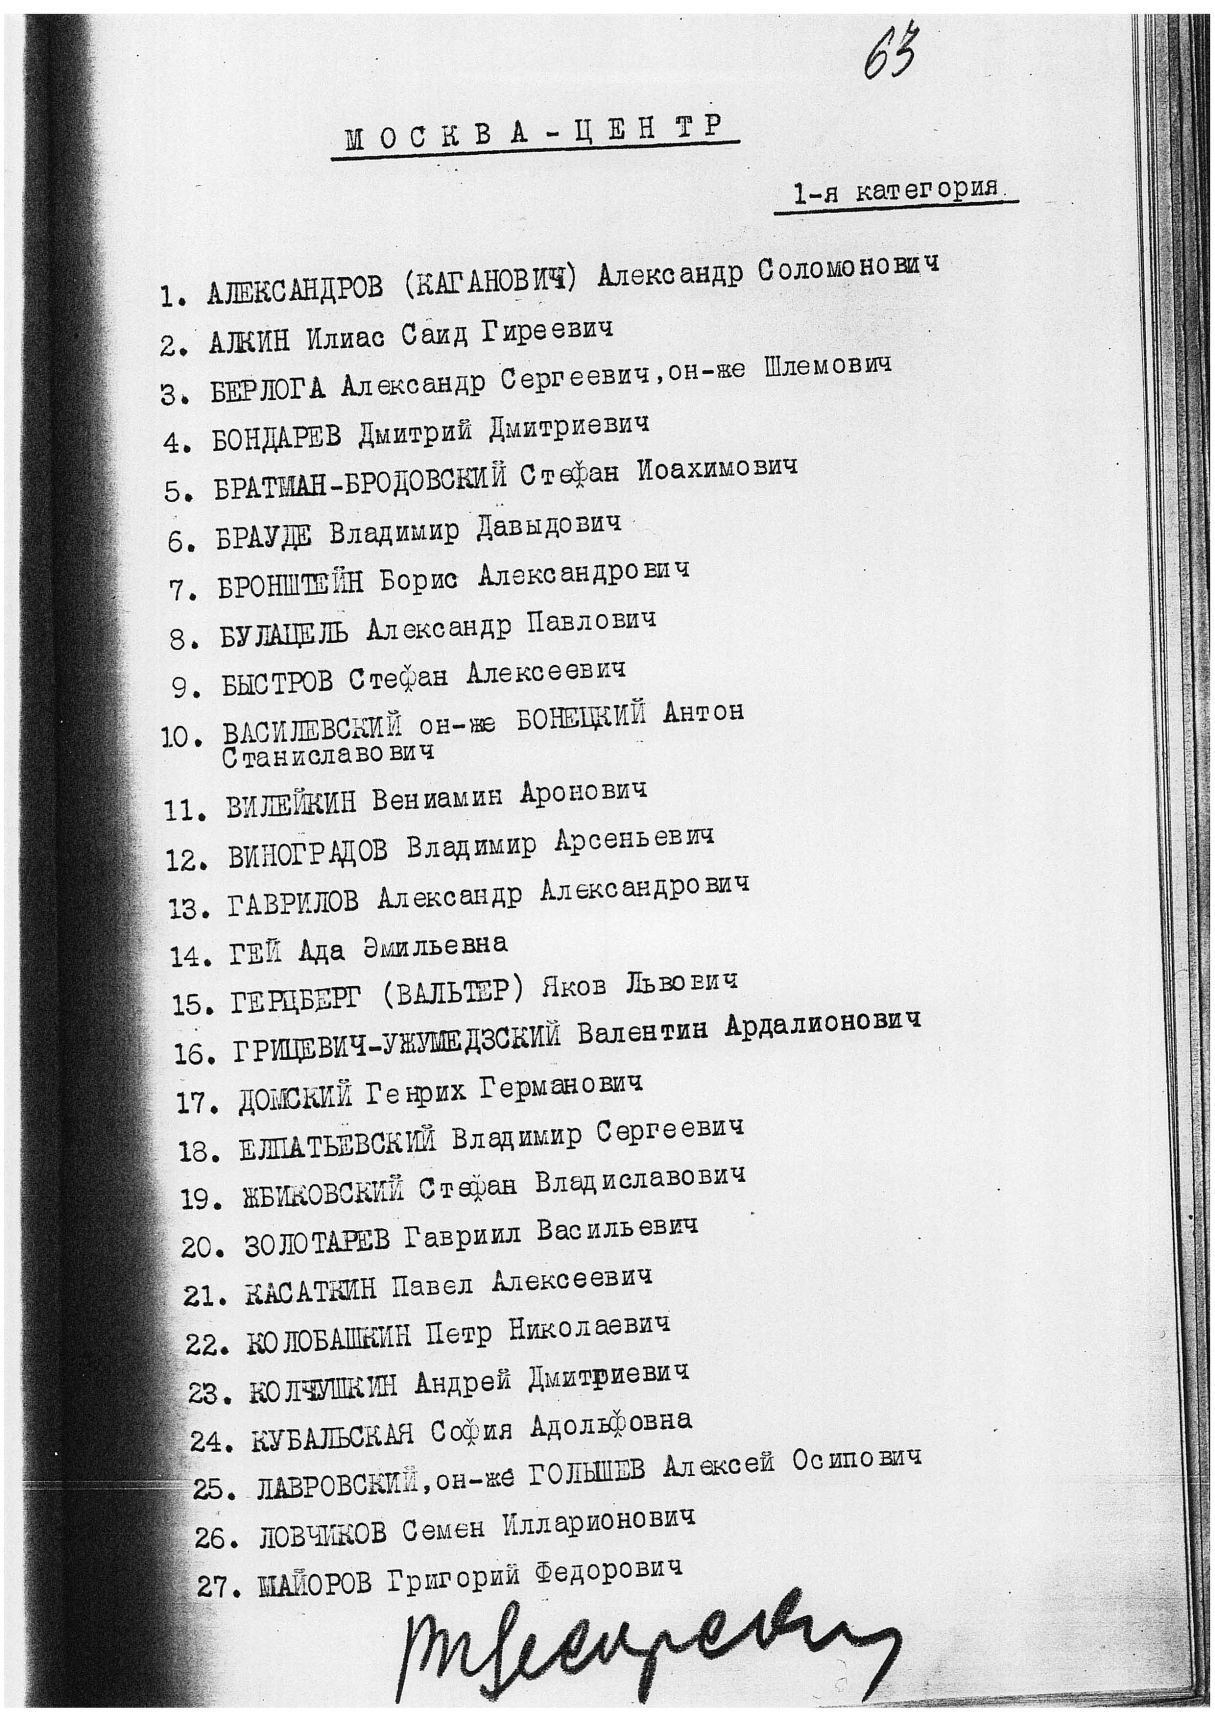 63
МОСКВА-ЦЕНТР
1-я категория.
1. АЛЕКСАНДРОВ (КАГАНОВИЧ) Александр Соломонович
2. АЛКИН Илиас Саид Гиреевич
3. БЕРЛОГА Александр Сергеевич,он-же Шлемович
4. БОНДАРЕВ Дмитрий Дмитриевич
5. БРАТМАН-БРОДОВСКИЙ Стефан Иоахимович
6. БРАУДЕ Владимир Давыдович
7. БРОНШТЕЙН Борис Александрович
8. БУЛАЦЕЛЬ Александр Павлович
9. БЫСТРОВ Стефан Алексеевич
10. ВАСИЛЕВСКИЙ он-же БОНЕЦКИЙ Антон
Станиславович
11. ВИЛЕЙКИН Вениамин Аронович
12. ВИНОГРАДОВ Владимир Арсеньевич
13. ГАВРИЛОВ Александр Александрович
14. ГЕЙ Ада Эмильевна
15. ГЕРЦБЕРГ (ВАЛЬТЕР) Яков Львович
16. ГРИЦЕВИЧ-УЖУМЕДЗСКИЙ Валентин Ардалионович
17. ДОМСКИЙ Генрих Германович
18. ЕЛПАТЬЕВСКИЙ Владимир Сергеевич
19. ЖБИКОВСКИЙ Стефан Владиславович
20. ЗОЛОТАРЕВ Гавриил Васильевич
21. КАСАТКИН Павел Алексеевич
22. КОЛОБАШКИН Петр Николаевич
23. КОЛЧУШКИН Андрей Дмитриевич
24. КУБАЛЬСКАЯ София Адольфовна
25. ЛАВРОВСКИЙ,он-же ГОЛЫШЕВ Алексей Осипович
26. ЛОВЧИКОВ Семен Илларионович
27. МАЙОРОВ Григорий Федорович